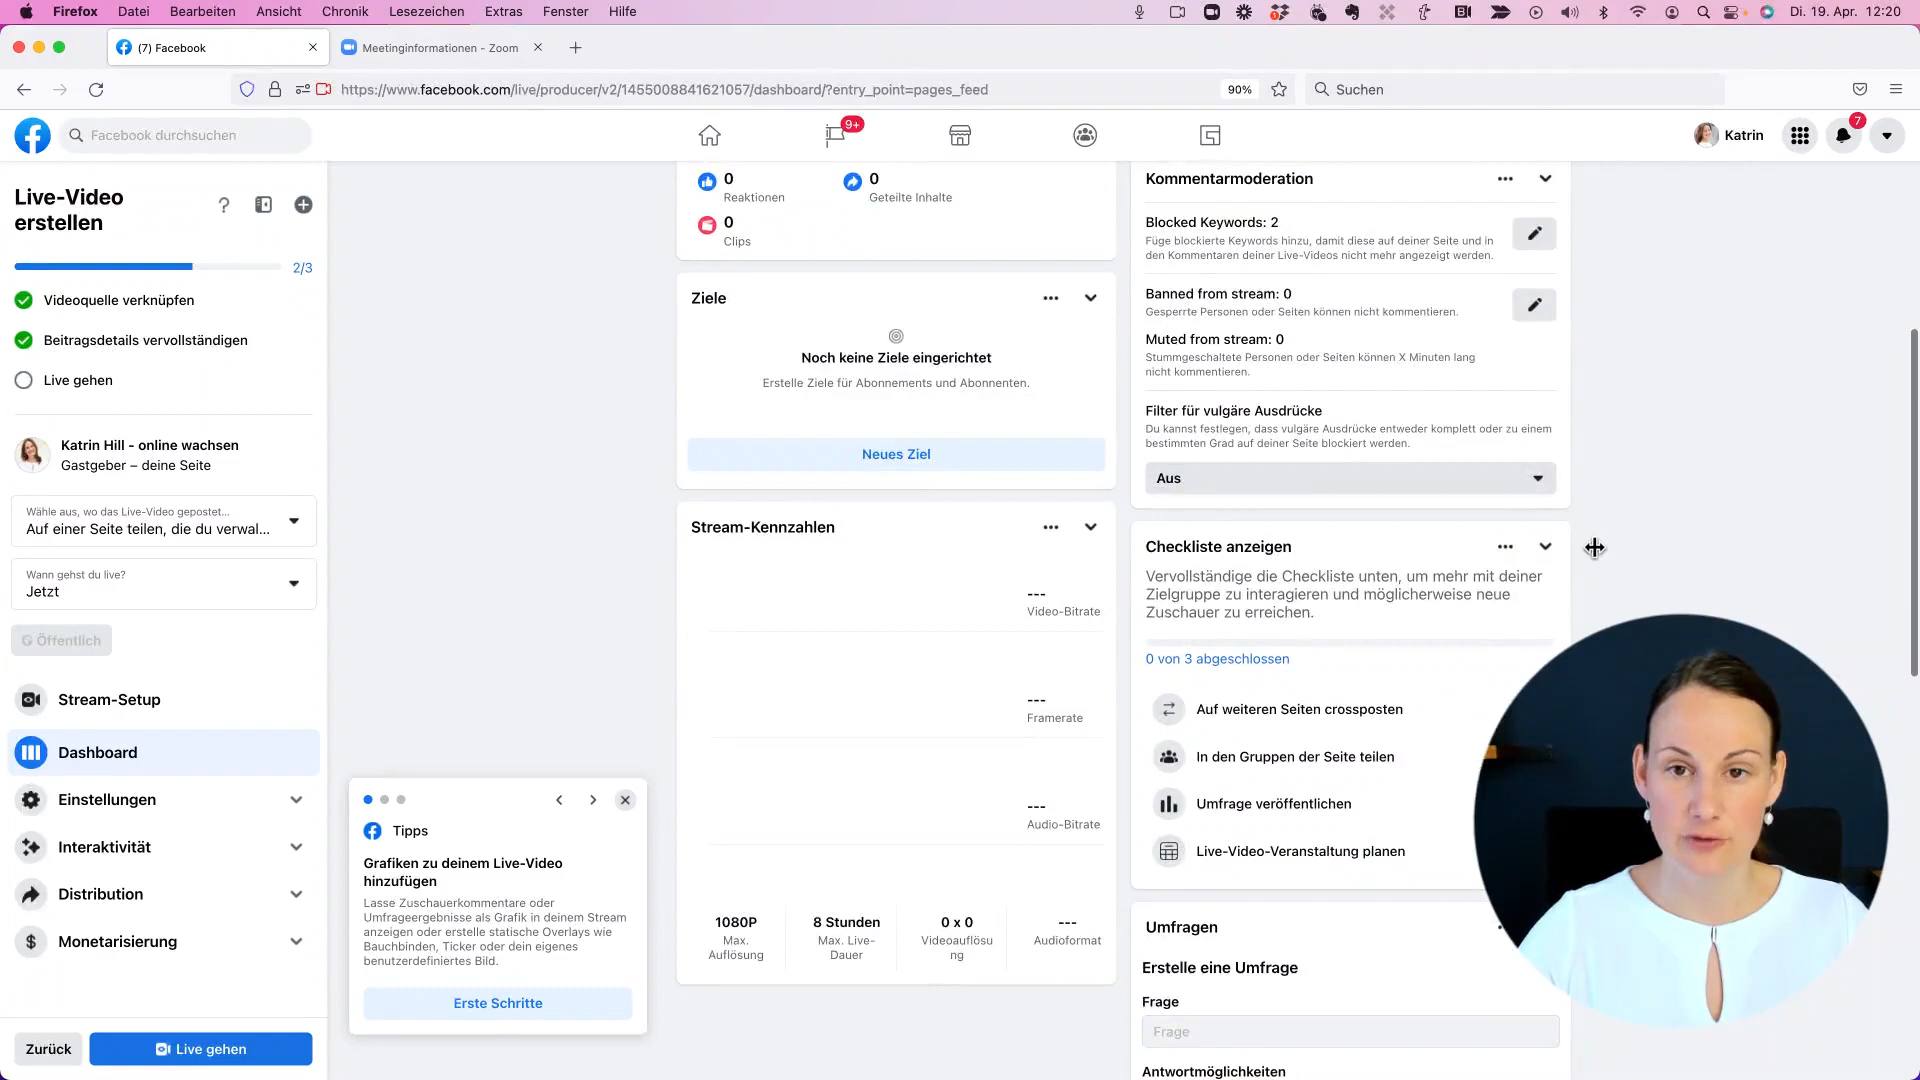 Firefox Datei Bearbeiten Ansicht Chronik Lesezeichen Extras Fenster Hilfe
Di. 19. Apr. 12:20
(7) Facebook
Meetinginformationen - Zoom
https://www.facebook.com/live/producer/v2/1455008841621057/dashboard/?entry_point=pages_feed
90%
Suchen
Facebook durchsuchen
9+
Katrin
7
Live-Video
erstellen
2/3
Videoquelle verknüpfen
Beitragsdetails vervollständigen
Live gehen
Katrin Hill - online wachsen
Gastgeber – deine Seite
Wähle aus, wo das Live-Video gepostet...
Auf einer Seite teilen, die du verwal...
Wann gehst du live?
Jetzt
Öffentlich
Stream-Setup
Dashboard
Einstellungen
Interaktivität
Distribution
Monetarisierung
Zurück
Live gehen
Tipps
Grafiken zu deinem Live-Video
hinzufügen
Lasse Zuschauerkommentare oder
Umfrageergebnisse als Grafik in deinem Stream
anzeigen oder erstelle statische Overlays wie
Bauchbinden, Ticker oder dein eigenes
benutzerdefiniertes Bild.
Erste Schritte
0
Reaktionen
0
Geteilte Inhalte
0
Clips
Ziele
Noch keine Ziele eingerichtet
Erstelle Ziele für Abonnements und Abonnenten.
Neues Ziel
Stream-Kennzahlen
---
Video-Bitrate
---
Framerate
---
Audio-Bitrate
1080P
Max.
Auflösung
8 Stunden
Max. Live-
Dauer
0 x 0
Videoauflösu
ng
---
Audioformat
Kommentarmoderation
Blocked Keywords: 2
Füge blockierte Keywords hinzu, damit diese auf deiner Seite und in
den Kommentaren deiner Live-Videos nicht mehr angezeigt werden.
Banned from stream: 0
Gesperrte Personen oder Seiten können nicht kommentieren.
Muted from stream: 0
Stummgeschaltete Personen oder Seiten können X Minuten lang
nicht kommentieren.
Filter für vulgäre Ausdrücke
Du kannst festlegen, dass vulgäre Ausdrücke entweder komplett oder zu einem
bestimmten Grad auf deiner Seite blockiert werden.
Aus
Checkliste anzeigen
Vervollständige die Checkliste unten, um mehr mit deiner
Zielgruppe zu interagieren und möglicherweise neue
Zuschauer zu erreichen.
0 von 3 abgeschlossen
Auf weiteren Seiten crossposten
In den Gruppen der Seite teilen
Umfrage veröffentlichen
Live-Video-Veranstaltung planen
Umfragen
Erstelle eine Umfrage
Frage
Frage
Antwortmöglichkeiten